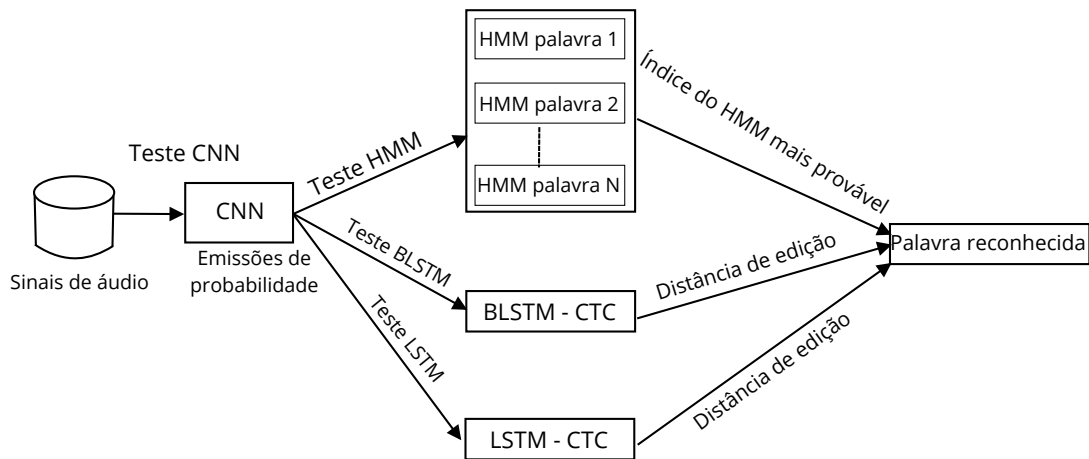 HMM palavra 1
HMM palavra 2
HMM palavra N
Índice do HMM mais provável
Teste CNN
Teste HMM
CNN
Emissões de
probabilidade
Sinais de áudio
Teste BLSTM
Teste LSTM
BLSTM - CTC
LSTM - CTC
Distância de edição
Distância de edição
Palavra reconhecida